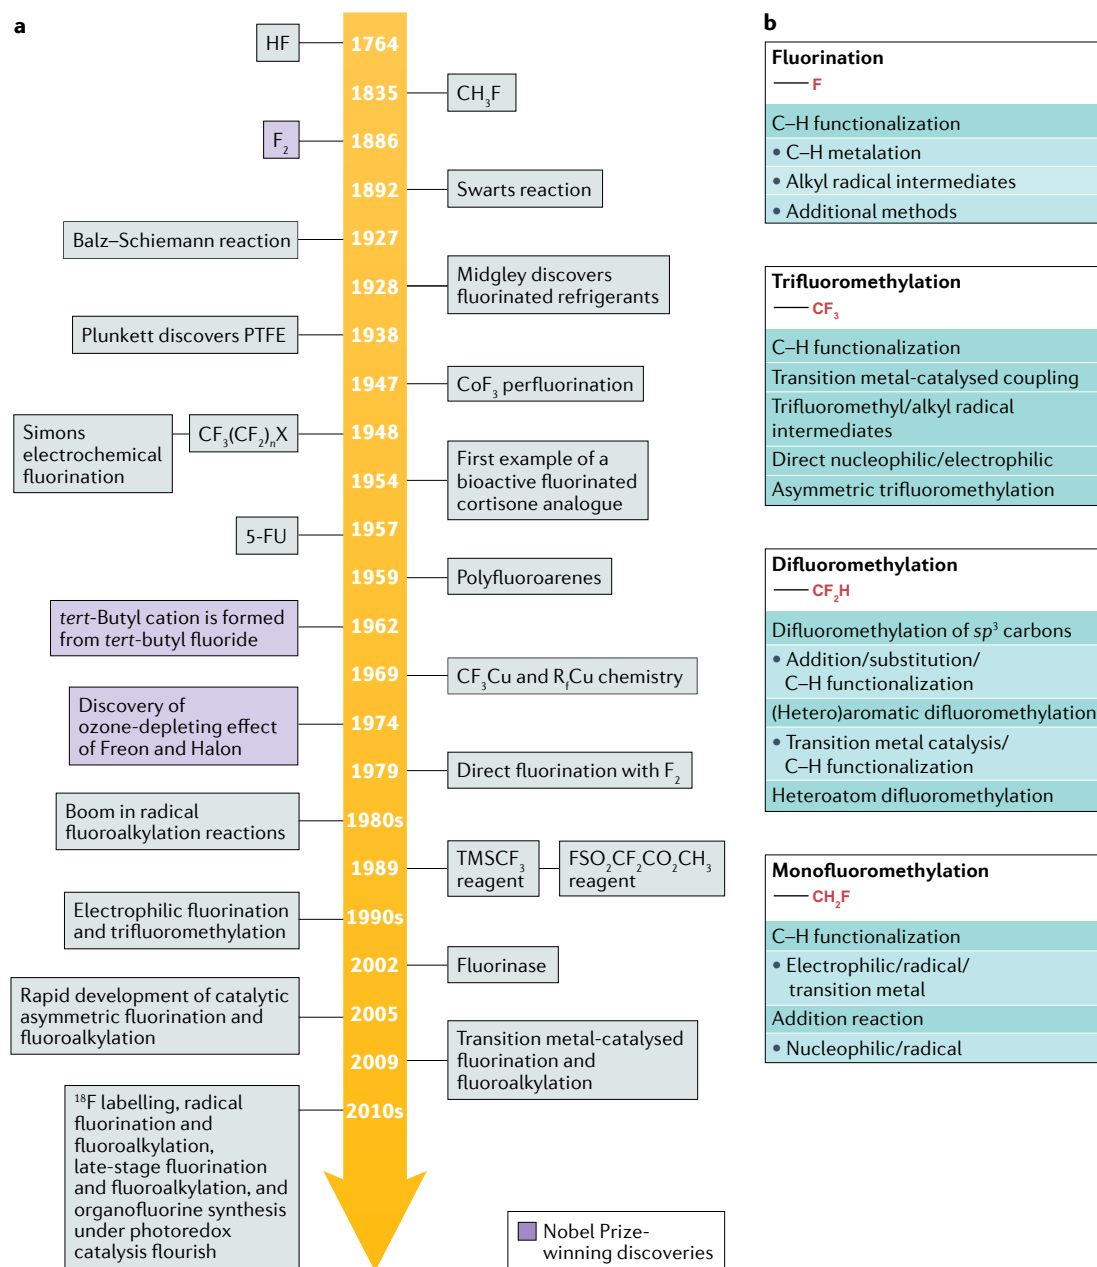 a
HF
1764
1835
CH₃F
F₂
1886
1892
Swarts reaction
Balz–Schiemann reaction
1927
1928
Midgley discovers
fluorinated refrigerants
Plunkett discovers PTFE
1938
1947
CoF₃ perfluorination
Simons
electrochemical
fluorination
CF₃(CF₂)ₙX
1948
1954
First example of a
bioactive fluorinated
cortisone analogue
5-FU
1957
1959
Polyfluoroarenes
tert-Butyl cation is formed
from tert-butyl fluoride
1962
1969
CF₃Cu and R_fCu chemistry
Discovery of
ozone-depleting effect
of Freon and Halon
1974
1979
Direct fluorination with F₂
Boom in radical
fluoroalkylation reactions
1980s
1989
TMSCF₃
reagent
FSO₂CF₂CO₂CH₃
reagent
Electrophilic fluorination
and trifluoromethylation
1990s
2002
Fluorinase
Rapid development of catalytic
asymmetric fluorination and
fluoroalkylation
2005
2009
Transition metal-catalysed
fluorination and
fluoroalkylation
¹⁸F labelling, radical
fluorination and
fluoroalkylation,
late-stage fluorination
and fluoroalkylation, and
organofluorine synthesis
under photoredox
catalysis flourish
2010s
Nobel Prize-
winning discoveries
b
Fluorination
F
C–H functionalization
• C–H metalation
• Alkyl radical intermediates
• Additional methods
Trifluoromethylation
CF₃
C–H functionalization
Transition metal-catalysed coupling
Trifluoromethyl/alkyl radical
intermediates
Direct nucleophilic/electrophilic
Asymmetric trifluoromethylation
Difluoromethylation
CF₂H
Difluoromethylation of sp³ carbons
• Addition/substitution/
C–H functionalization
(Hetero)aromatic difluoromethylation
• Transition metal catalysis/
C–H functionalization
Heteroatom difluoromethylation
Monofluoromethylation
CH₂F
C–H functionalization
• Electrophilic/radical/
transition metal
Addition reaction
• Nucleophilic/radical